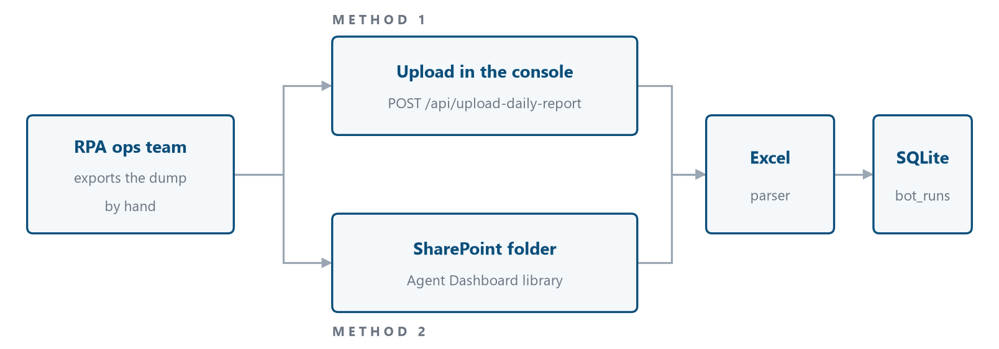 METHOD 1
Upload in the console
POST /api/upload-daily-report
RPA ops team
exports the dump
by hand
Excel
parser
SQLite
bot_runs
SharePoint folder
Agent Dashboard library
METHOD 2